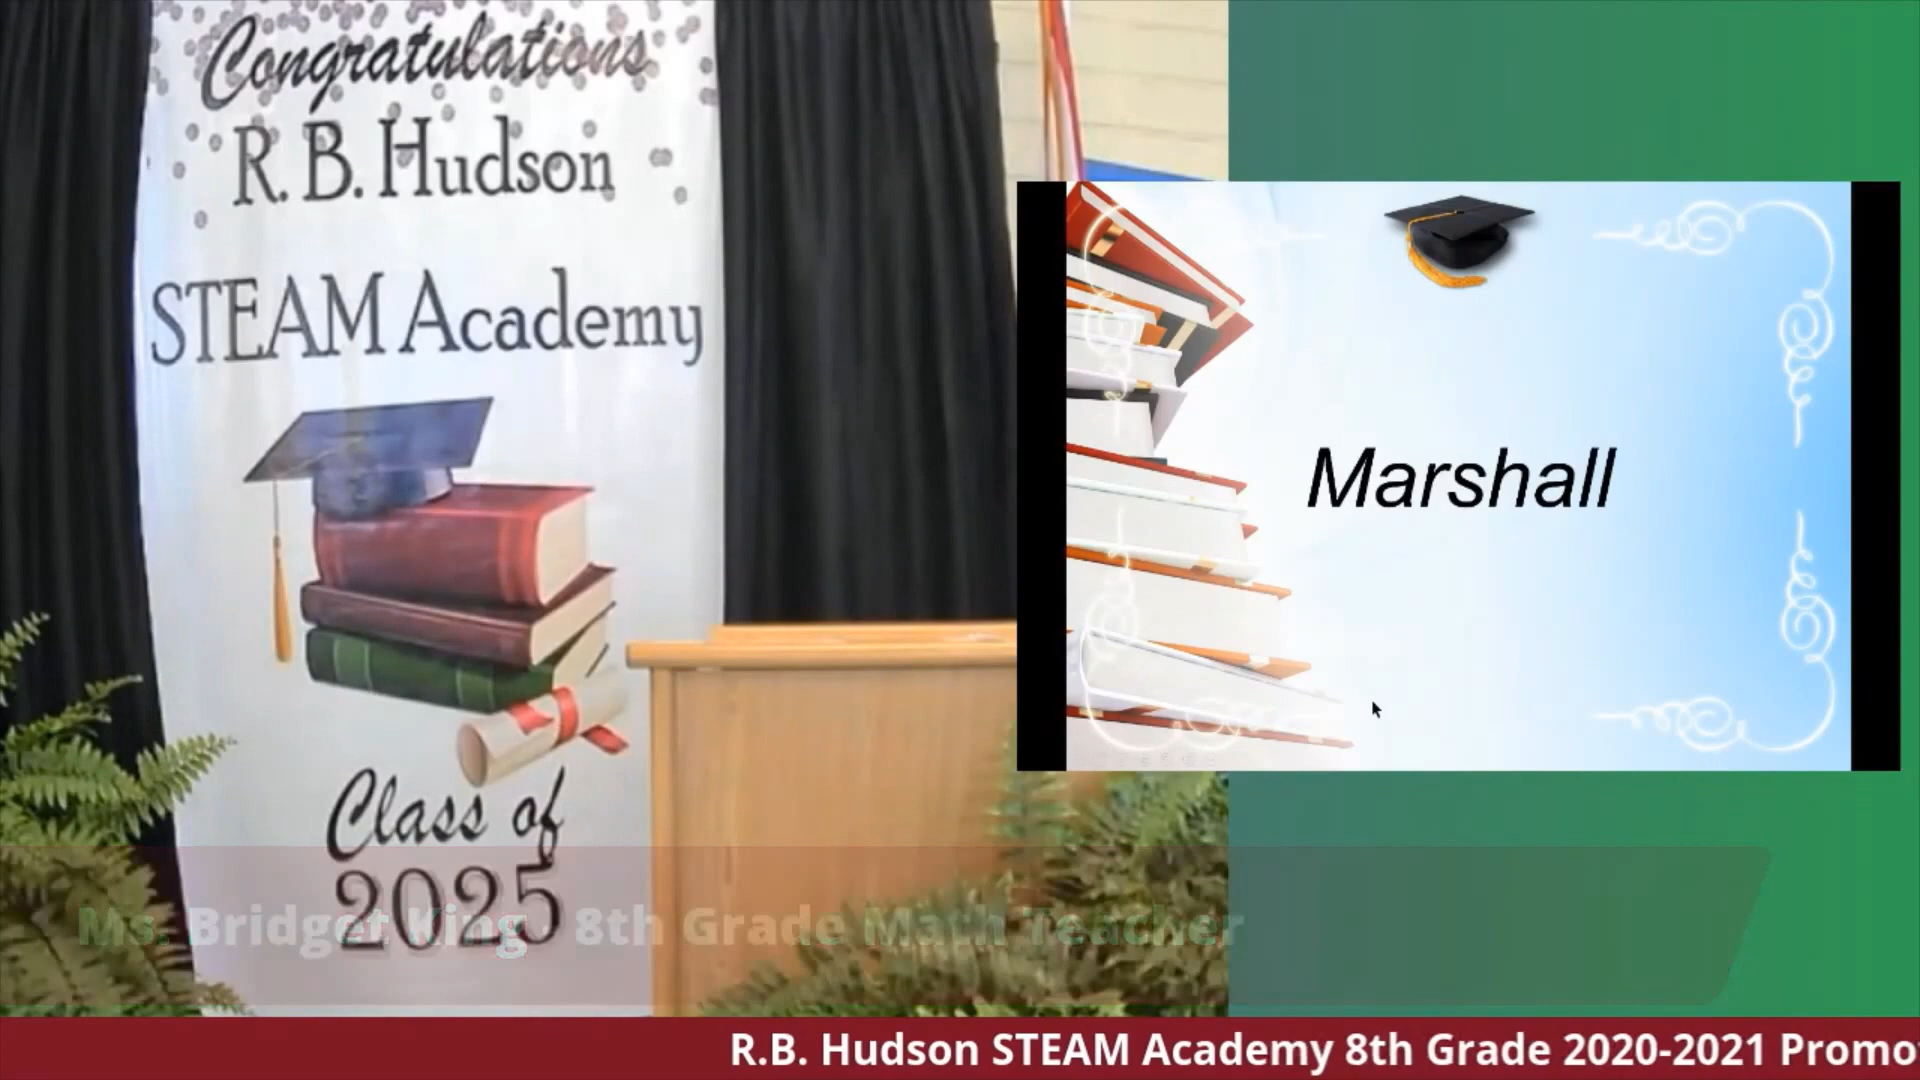 Congratulations
R. B. Hudson
STEAM Academy
Class of
2025
Marshall
Ms. Bridget King 8th Grade Math Teacher
R.B. Hudson STEAM Academy 8th Grade 2020-2021 Promo